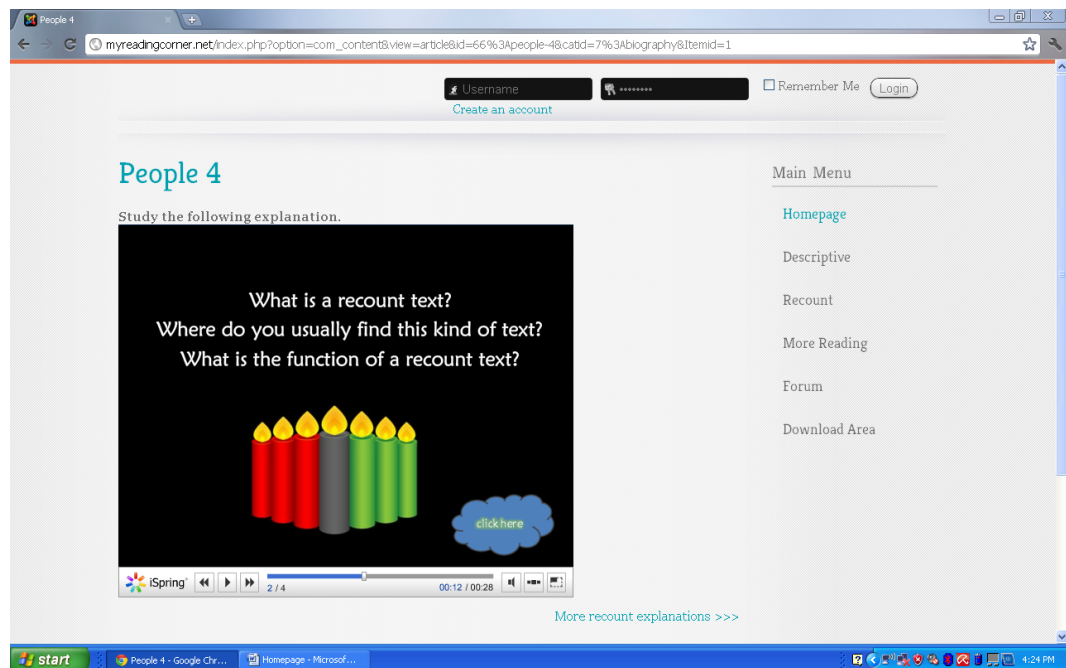 People 4
myreadingcorner.net/index.php?option=com_content&view=article&id=66%3Apeople-4&catid=7%3Abiography&Itemid=1
Username
Remember Me
Login
Create an account
People 4
Main Menu
Study the following explanation.
Homepage
Descriptive
Recount
More Reading
Forum
Download Area
What is a recount text?
Where do you usually find this kind of text?
What is the function of a recount text?
click here
iSpring
2 / 4
00:12 / 00:28
More recount explanations >>>
start
People 4 - Google Chr...
Homepage - Microsof...
4:24 PM